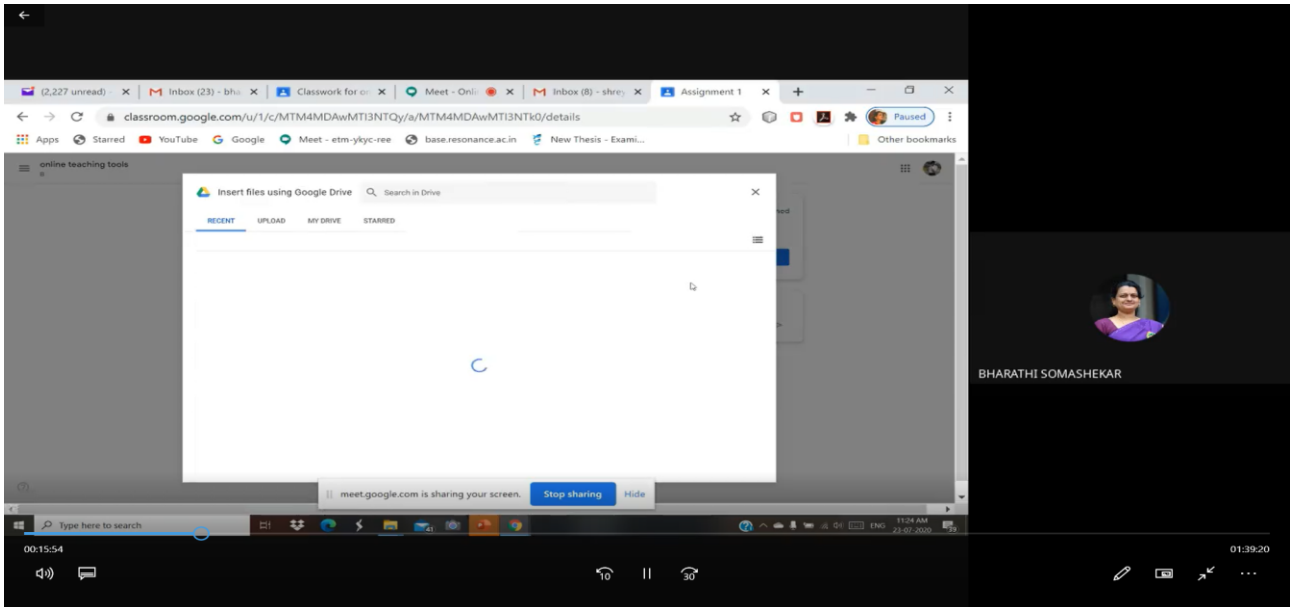 (2,227 unread) Inbox (23) - bha Classwork for o Meet - Onli Inbox (8) - shrey Assignment 1
classroom.google.com/u/1/c/MTM4MDAwMTI3NTQy/a/MTM4MDAwMTI3NTk0/details Paused
Apps Starred YouTube Google Meet - etm-ykyc-ree base.resonance.ac.in New Thesis - Exami... Other bookmarks
online teaching tools
Insert files using Google Drive Search in Drive
RECENT UPLOAD MY DRIVE STARRED
BHARATHI SOMASHEKAR
meet.google.com is sharing your screen. Stop sharing Hide
Type here to search ENG 11:24 AM
23-07-2020
00:15:54 01:39:20
10 30